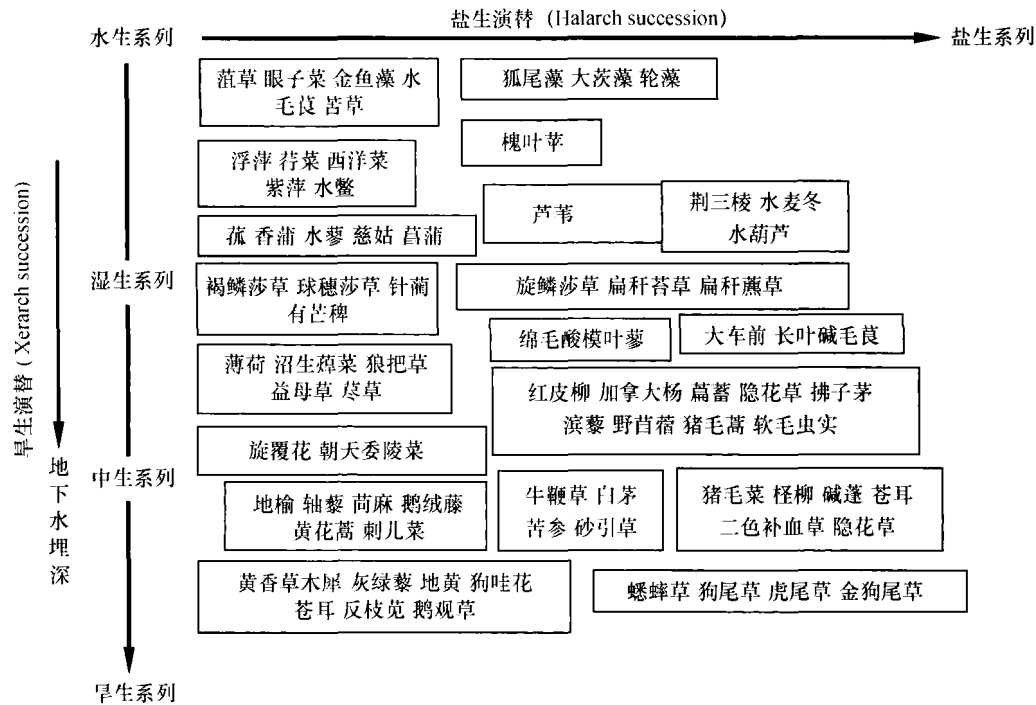 盐生演替 (Halarch succession)
水生系列
盐生系列
菹草 眼子菜 金鱼藻 水
毛茛 苦草
狐尾藻 大茨藻 轮藻
槐叶苹
浮萍 荇菜 西洋菜
紫萍 水鳖
芦苇
荆三棱 水麦冬
水葫芦
菰 香蒲 水蓼 慈姑 菖蒲
湿生系列
褐鳞莎草 球穗莎草 针蔺
有芒稗
旋鳞莎草 扁秆苔草 扁秆藨草
绵毛酸模叶蓼
大车前 长叶碱毛茛
薄荷 沼生蔊菜 狼把草
益母草 荩草
红皮柳 加拿大杨 萹蓄 隐花草 拂子茅
滨藜 野苜蓿 猪毛蒿 软毛虫实
旱生演替 (Xerarch succession)
地下水埋深
中生系列
旋覆花 朝天委陵菜
地榆 轴藜 苘麻 鹅绒藤
黄花蒿 刺儿菜
牛鞭草 白茅
苦参 砂引草
猪毛菜 柽柳 碱蓬 苍耳
二色补血草 隐花草
黄香草木犀 灰绿藜 地黄 狗哇花
苍耳 反枝苋 鹅观草
蟋蟀草 狗尾草 虎尾草 金狗尾草
旱生系列